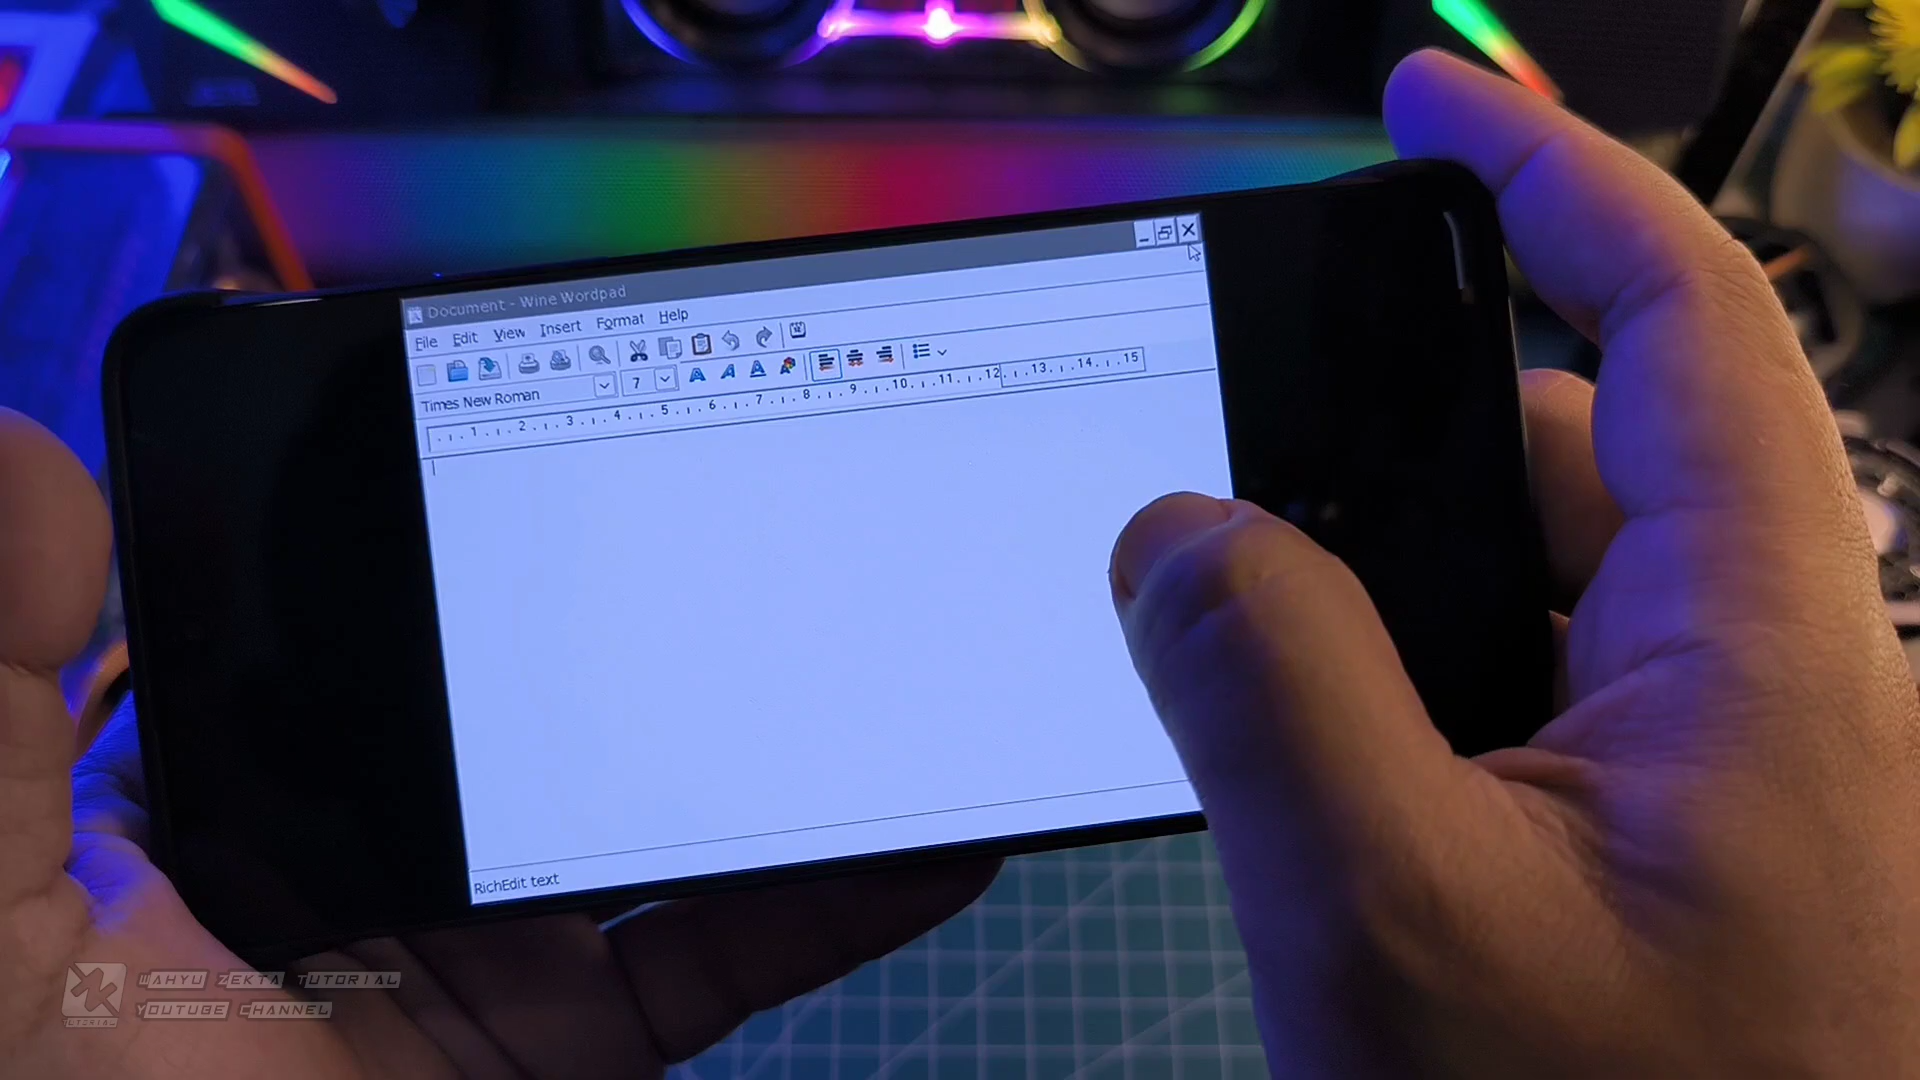 Document - Wine Wordpad
File Edit View Insert Format Help
Times New Roman
7
1 2 3 4 5 6 7 8 9 10 11 12 13 14 15
RichEdit text
WAHYU ZEKTA TUTORIAL
YOUTUBE CHANNEL
TUTORIAL